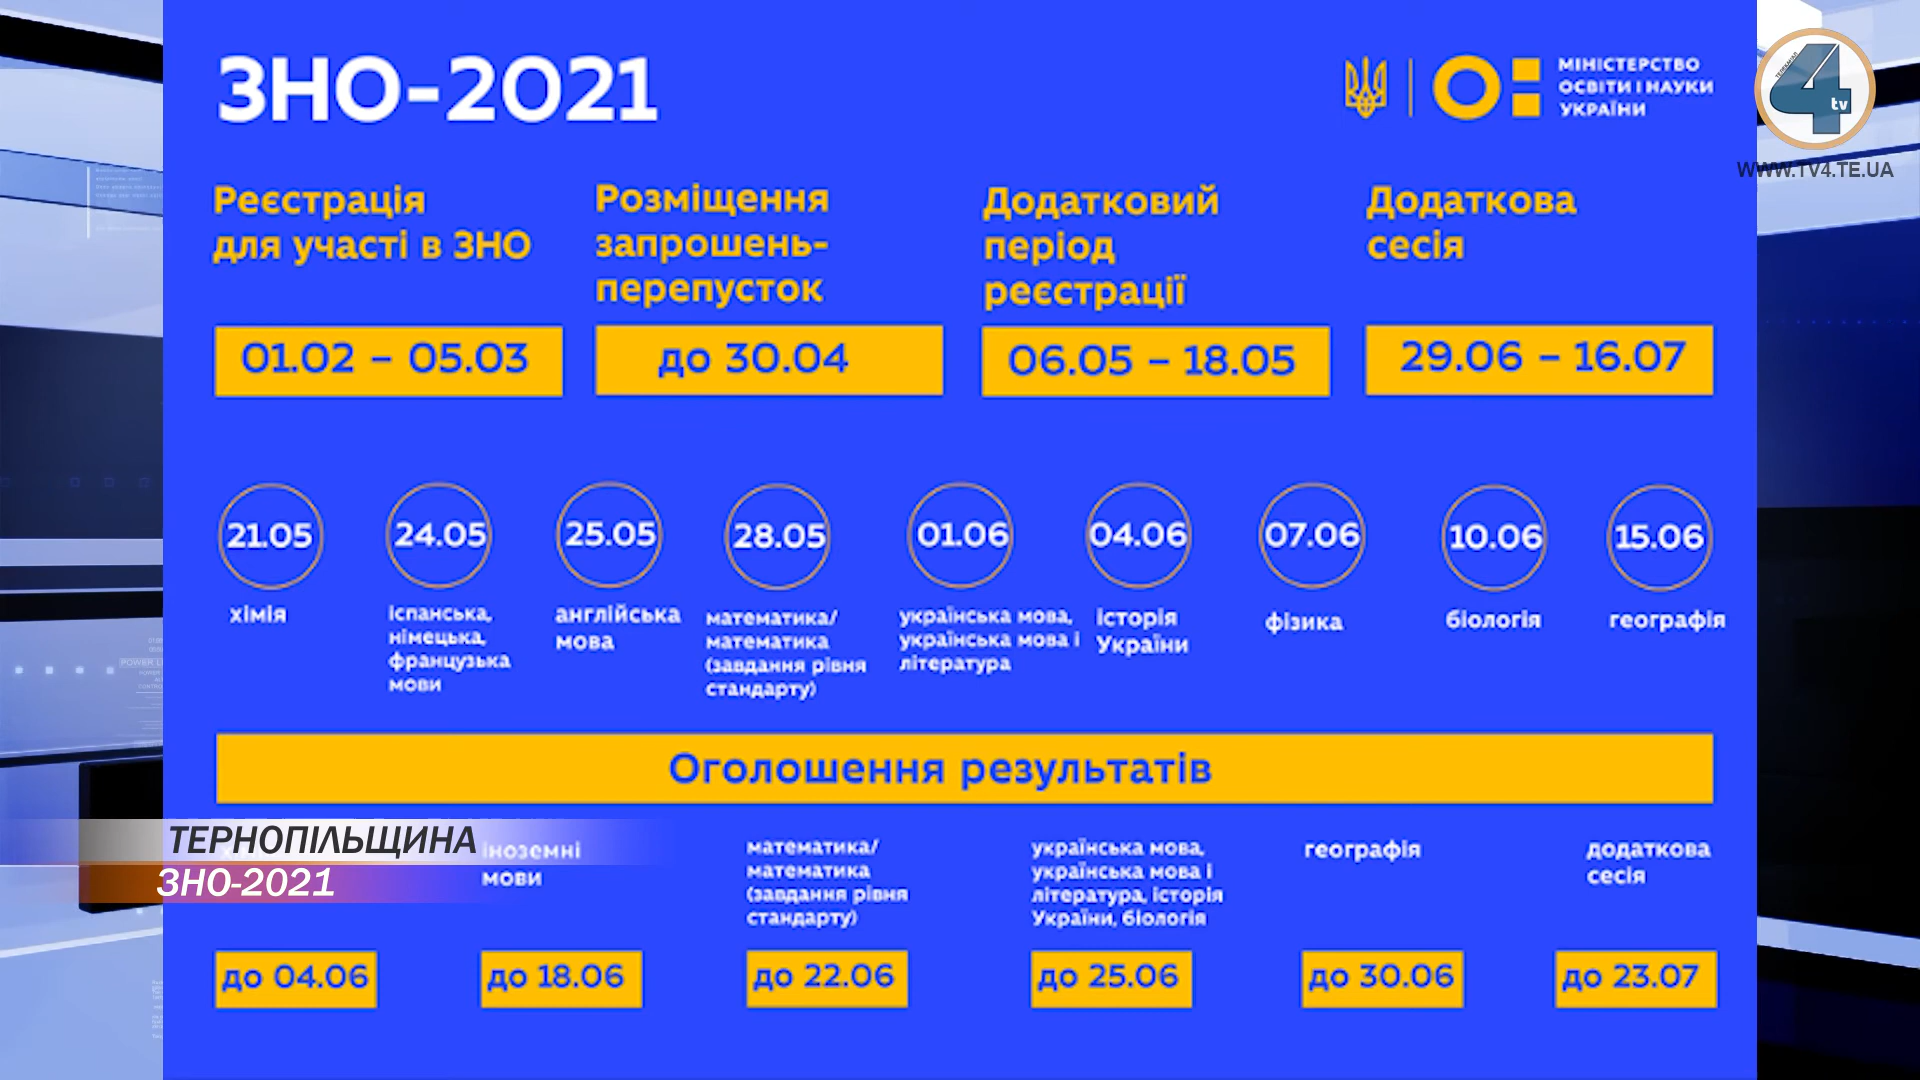 ЗНО-2021
МІНІСТЕРСТВО
ОСВІТИ І НАУКИ
УКРАЇНИ
ТЕЛЕКАНАЛ
4
tv
WWW.TV4.TE.UA
Реєстрація
для участі в ЗНО
01.02 – 05.03
Розміщення
запрошень-
перепусток
до 30.04
Додатковий
період
реєстрації
06.05 – 18.05
Додаткова
сесія
29.06 – 16.07
21.05
хімія
24.05
іспанська,
німецька,
французька
мови
25.05
англійська
мова
28.05
математика/
математика
(завдання рівня
стандарту)
01.06
українська мова,
українська мова і
література
04.06
історія
України
07.06
фізика
10.06
біологія
15.06
географія
Оголошення результатів
до 04.06
іноземні
мови
до 18.06
математика/
математика
(завдання рівня
стандарту)
до 22.06
українська мова,
українська мова і
література, історія
України, біологія
до 25.06
географія
до 30.06
додаткова
сесія
до 23.07
ТЕРНОПІЛЬЩИНА
ЗНО-2021